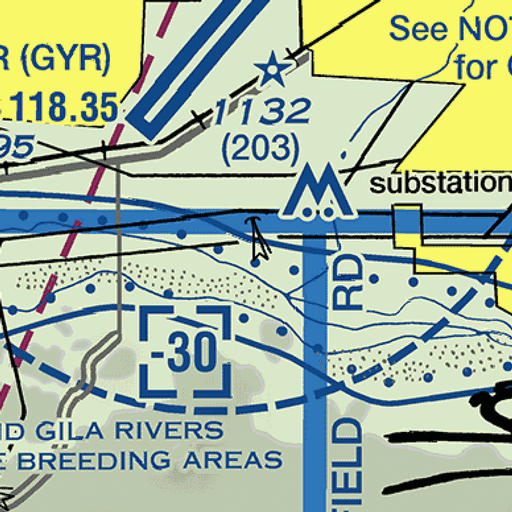 See NOT
R (GYR)
for
118.35
1132
95
(203)
substation
RD
-30
ND GILA RIVERS
E BREEDING AREAS
FIELD